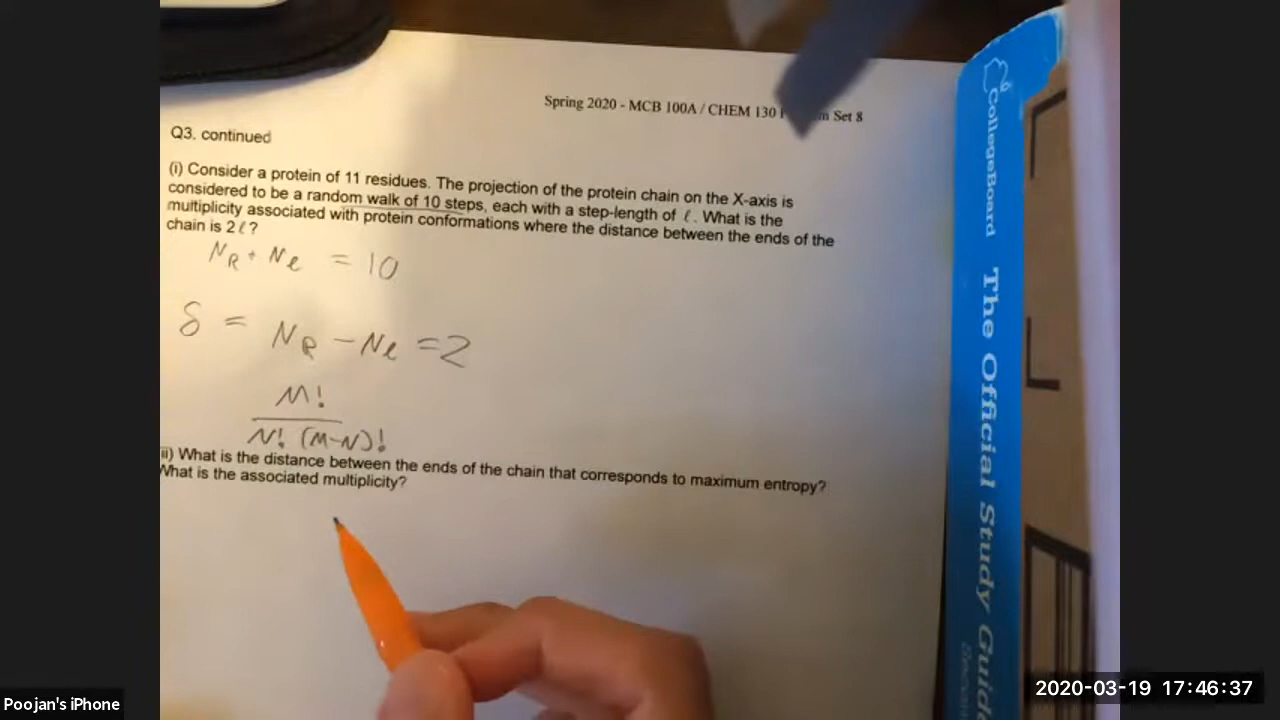 Spring 2020 - MCB 100A / CHEM 130 Set 8
Q3. continued
(i) Consider a protein of 11 residues. The projection of the protein chain on the X-axis is
considered to be a random walk of 10 steps, each with a step-length of ℓ. What is the
multiplicity associated with protein conformations where the distance between the ends of the
chain is 2ℓ?
N_R + N_l = 10
δ = N_R - N_l = 2
M!
N! (M-N)!
ii) What is the distance between the ends of the chain that corresponds to maximum entropy?
What is the associated multiplicity?
CollegeBoard
The Official Study Guide
Poojan's iPhone
2020-03-19 17:46:37